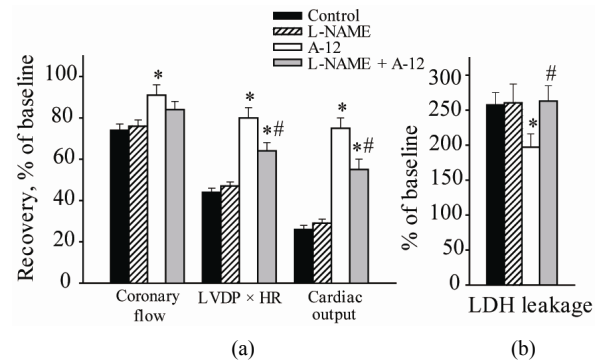 Control
L-NAME
A-12
L-NAME + A-12
Recovery, % of baseline
100
80
60
40
20
0
*
*
*#
*
*#
Coronary
flow
LVDP × HR
Cardiac
output
(a)
% of baseline
300
250
200
150
100
50
0
*
#
LDH leakage
(b)